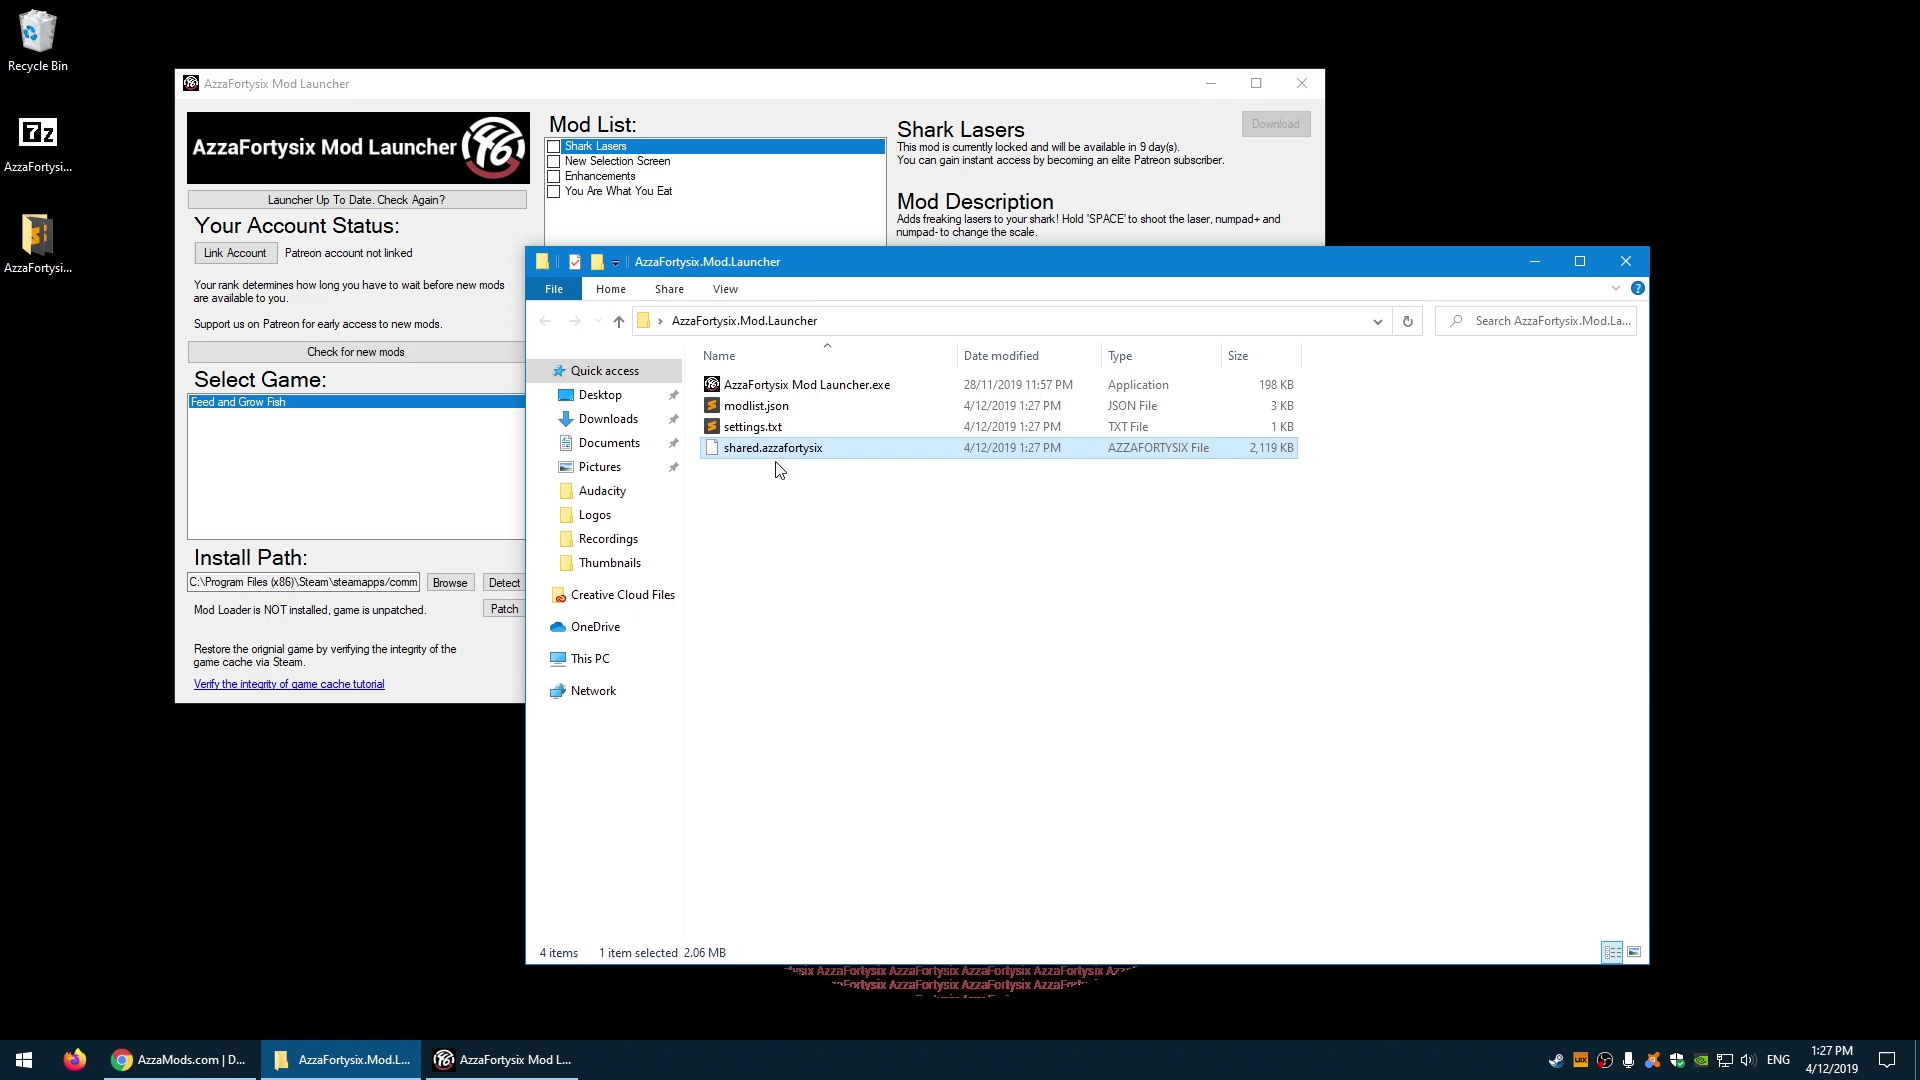 Recycle Bin
AzzaFortysi...
AzzaFortysi...
AzzaFortysix Mod Launcher
AzzaFortysix Mod Launcher
Launcher Up To Date. Check Again?
Your Account Status:
Link Account
Patreon account not linked
Your rank determines how long you have to wait before new mods
are available to you.
Support us on Patreon for early access to new mods.
Check for new mods
Select Game:
Feed and Grow Fish
Install Path:
C:\Program Files (x86)\Steam\steamapps\comm
Browse
Detect
Mod Loader is NOT installed, game is unpatched.
Patch
Restore the orignial game by verifying the integrity of the
game cache via Steam.
Verify the integrity of game cache tutorial
Mod List:
Shark Lasers
New Selection Screen
Enhancements
You Are What You Eat
Shark Lasers
Download
This mod is currently locked and will be available in 9 day(s).
You can gain instant access by becoming an elite Patreon subscriber.
Mod Description
Adds freaking lasers to your shark! Hold 'SPACE' to shoot the laser, numpad+ and
numpad- to change the scale.
AzzaFortysix.Mod.Launcher
File Home Share View
AzzaFortysix.Mod.Launcher
Search AzzaFortysix.Mod.La...
Quick access
Desktop
Downloads
Documents
Pictures
Audacity
Logos
Recordings
Thumbnails
Creative Cloud Files
OneDrive
This PC
Network
Name Date modified Type Size
AzzaFortysix Mod Launcher.exe 28/11/2019 11:57 PM Application 198 KB
modlist.json 4/12/2019 1:27 PM JSON File 3 KB
settings.txt 4/12/2019 1:27 PM TXT File 1 KB
shared.azzafortysix 4/12/2019 1:27 PM AZZAFORTYSIX File 2,119 KB
4 items 1 item selected 2.06 MB
AzzaFortysix AzzaFortysix AzzaFortysix
AzzaFortysix AzzaFortysix
AzzaMods.com | D...
AzzaFortysix.Mod.L...
AzzaFortysix Mod L...
ENG
1:27 PM
4/12/2019